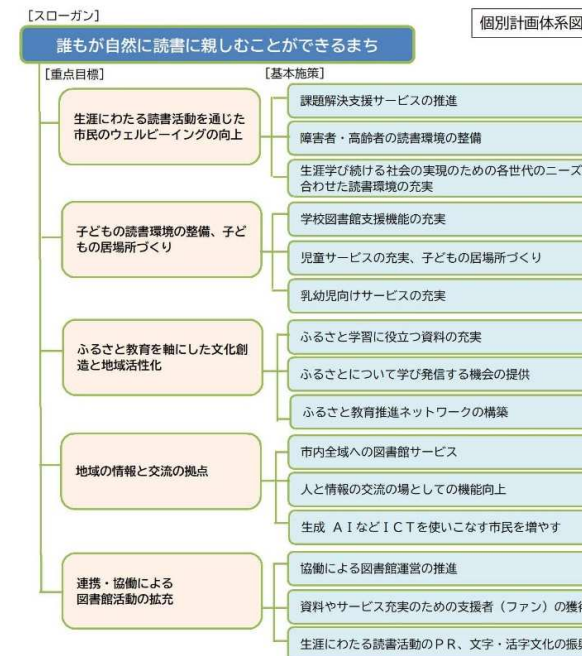 [スローガン]
個別計画体系図
誰もが自然に読書に親しむことができるまち
[重点目標]
[基本施策]
生涯にわたる読書活動を通じた
市民のウェルビーイングの向上
課題解決支援サービスの推進
障害者・高齢者の読書環境の整備
生涯学び続ける社会の実現のための各世代のニーズ
合わせた読書環境の充実
子どもの読書環境の整備、子ど
もの居場所づくり
学校図書館支援機能の充実
児童サービスの充実、子どもの居場所づくり
乳幼児向けサービスの充実
ふるさと教育を軸にした文化創
造と地域活性化
ふるさと学習に役立つ資料の充実
ふるさとについて学び発信する機会の提供
ふるさと教育推進ネットワークの構築
地域の情報と交流の拠点
市内全域への図書館サービス
人と情報の交流の場としての機能向上
生成 AIなどICTを使いこなす市民を増やす
連携・協働による
図書館活動の拡充
協働による図書館運営の推進
資料やサービス充実のための支援者（ファン）の獲
生涯にわたる読書活動のPR、文字・活字文化の振